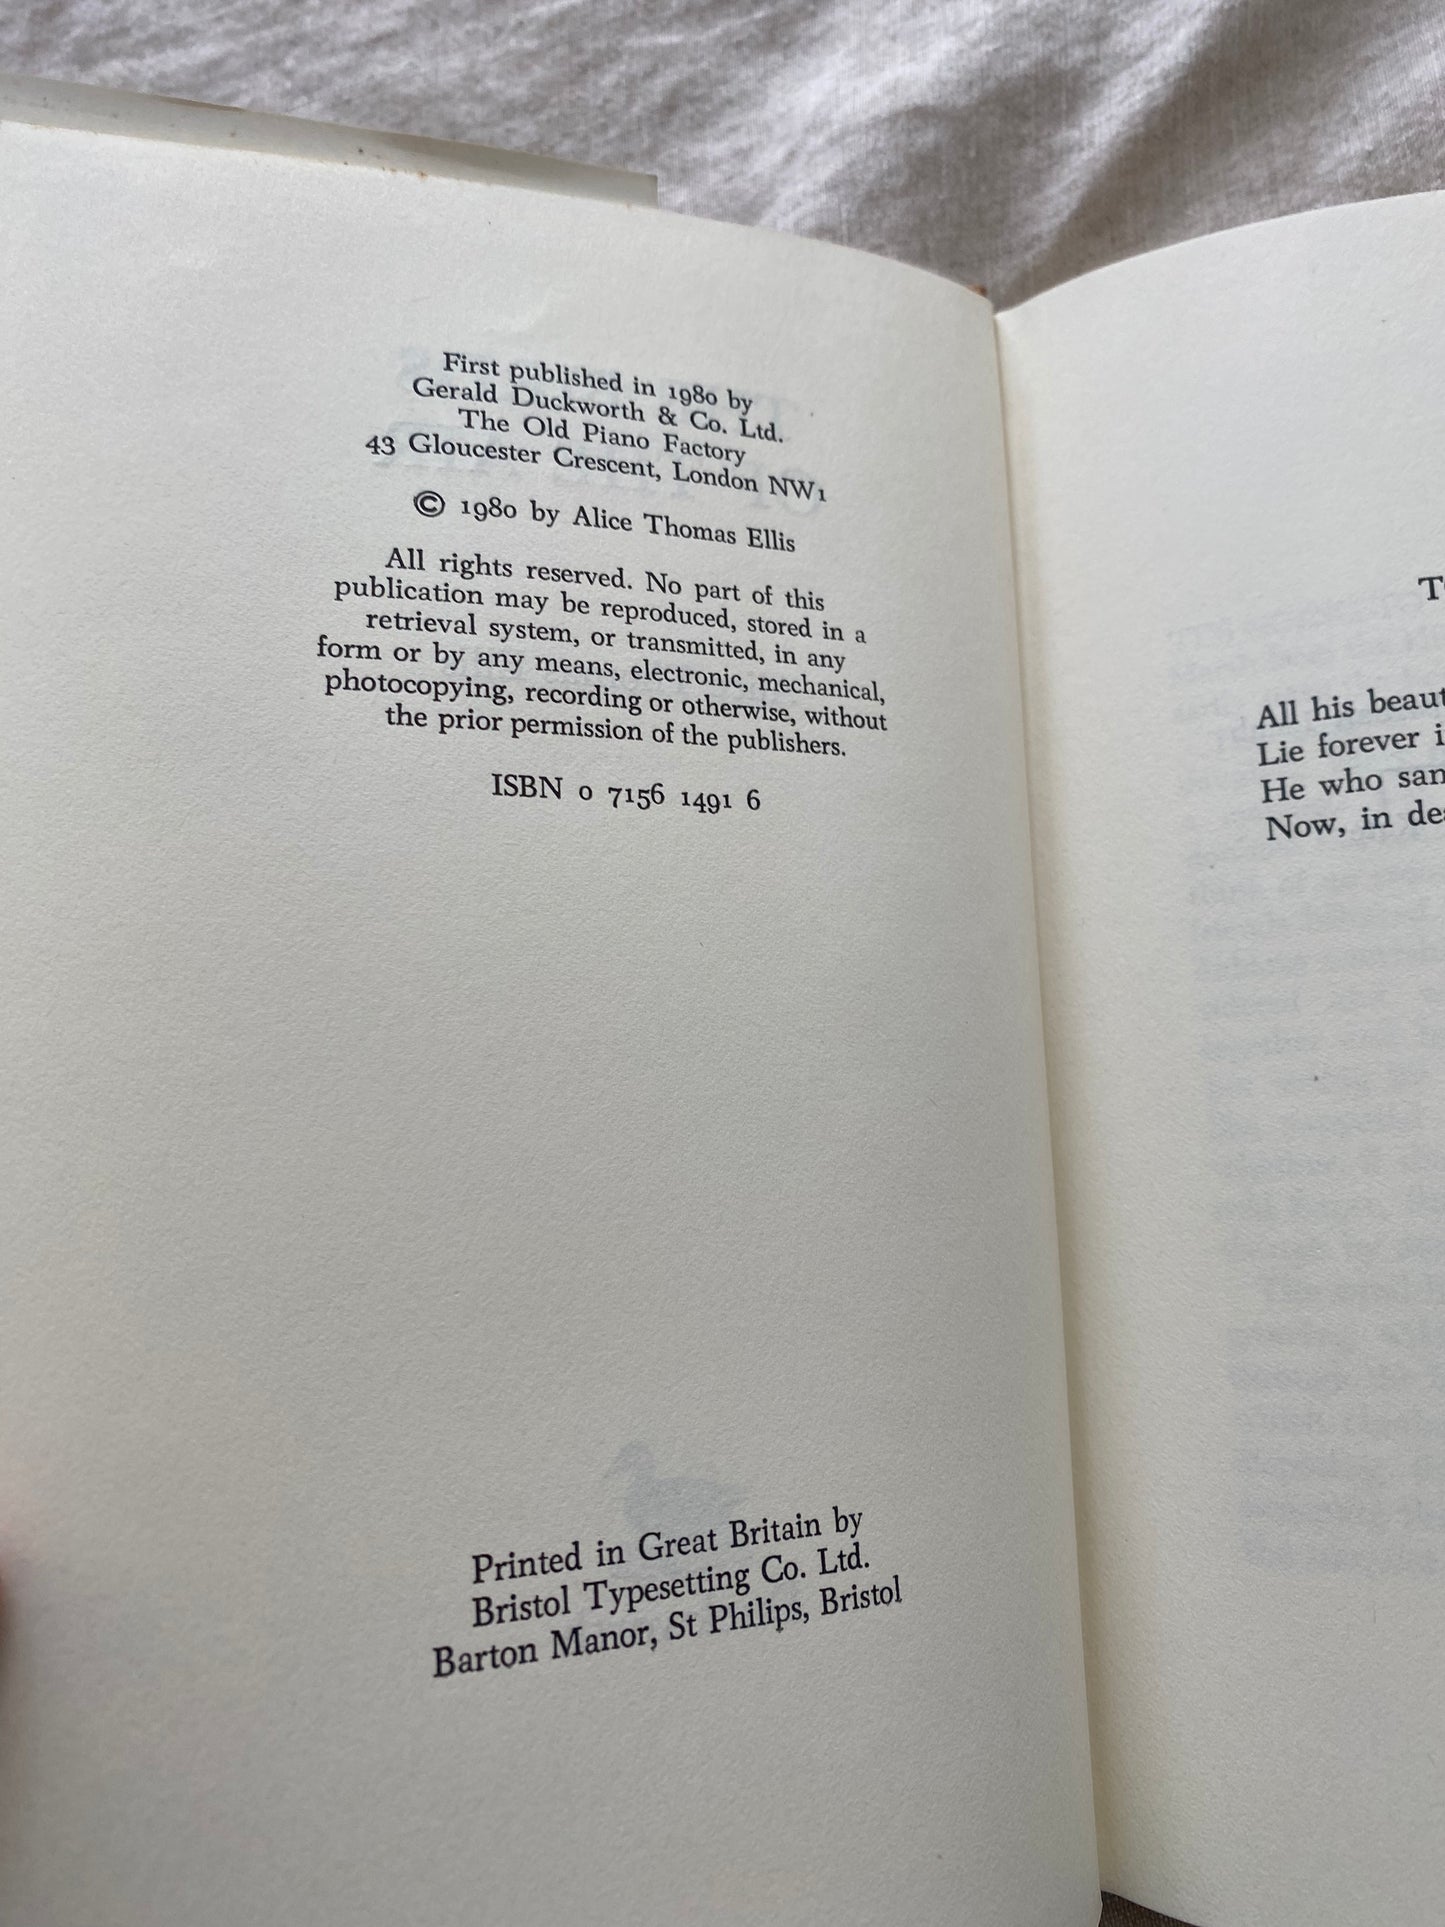 First published in 1980 by
Gerald Duckworth & Co. Ltd.
The Old Piano Factory
43 Gloucester Crescent, London NW1
© 1980 by Alice Thomas Ellis
All rights reserved. No part of this
publication may be reproduced, stored in a
retrieval system, or transmitted, in any
form or by any means, electronic, mechanical,
photocopying, recording or otherwise, without
the prior permission of the publishers.
ISBN 0 7156 1491 6
Printed in Great Britain by
Bristol Typesetting Co. Ltd.
Barton Manor, St Philips, Bristol
All his
Lie forever
He who
Now, in